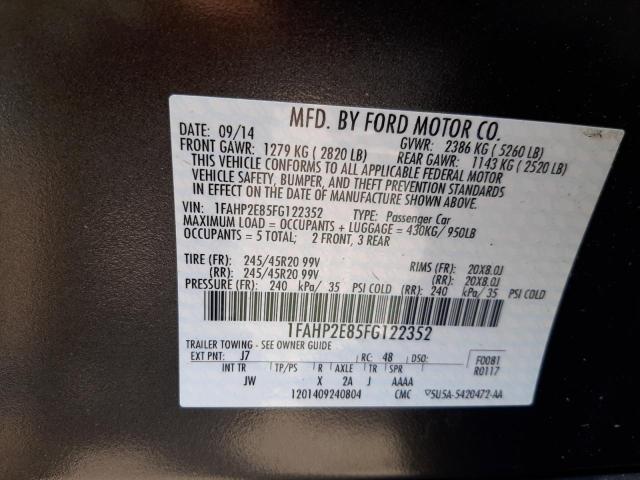 MFD. BY FORD MOTOR CO.
DATE: 09/14 GVWR: 2386 KG ( 5260 LB)
FRONT GAWR: 1279 KG ( 2820 LB) REAR GAWR: 1143 KG ( 2520 LB)
THIS VEHICLE CONFORMS TO ALL APPLICABLE FEDERAL MOTOR
VEHICLE SAFETY, BUMPER, AND THEFT PREVENTION STANDARDS
IN EFFECT ON THE DATE OF MANUFACTURE SHOWN ABOVE.
VIN: 1FAHP2E85FG122352 TYPE: Passenger Car
MAXIMUM LOAD = OCCUPANTS + LUGGAGE = 430KG/ 950LB
OCCUPANTS = 5 TOTAL; 2 FRONT, 3 REAR
TIRE (FR): 245/45R20 99V RIMS (FR): 20X8.0J
(RR): 245/45R20 99V (RR): 20X8.0J
PRESSURE (FR): 240 kPa/ 35 PSI COLD (RR): 240 kPa/ 35 PSI COLD
1FAHP2E85FG122352
TRAILER TOWING - SEE OWNER GUIDE
EXT PNT: J7 RC: 48 DSO: F0081
INT TR TP/PS R AXLE TR SPR R0117
JW X 2A J AAAA
1201409240804 CMC 5U5A-5420472-AA